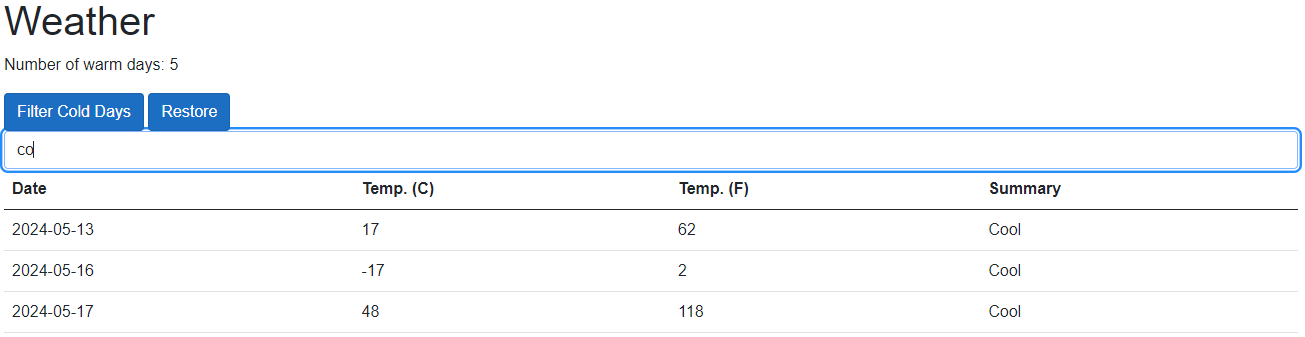 Weather
Number of warm days: 5
Filter Cold Days Restore
co
Date Temp. (C) Temp. (F) Summary
2024-05-13 17 62 Cool
2024-05-16 -17 2 Cool
2024-05-17 48 118 Cool